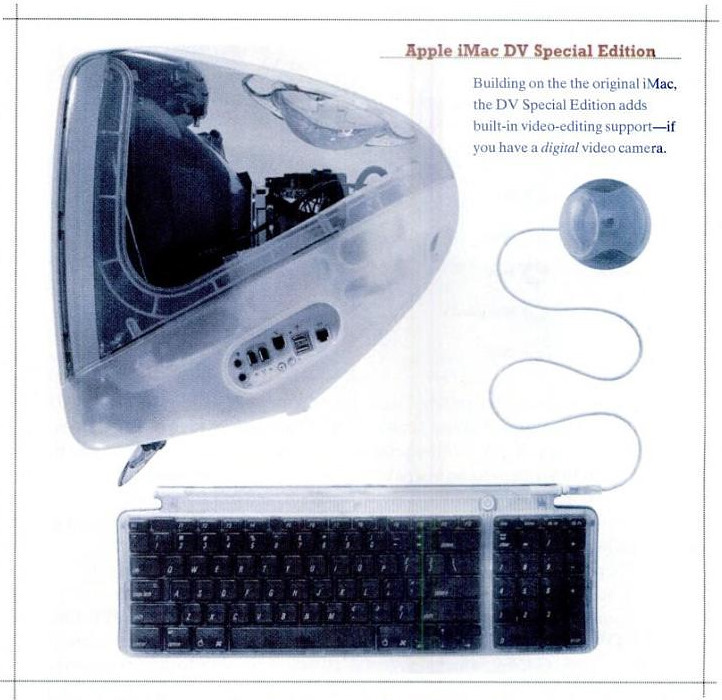 Apple iMac DV Special Edition
Building on the the original iMac,
the DV Special Edition adds
built-in video-editing support—if
you have a digital video camera.